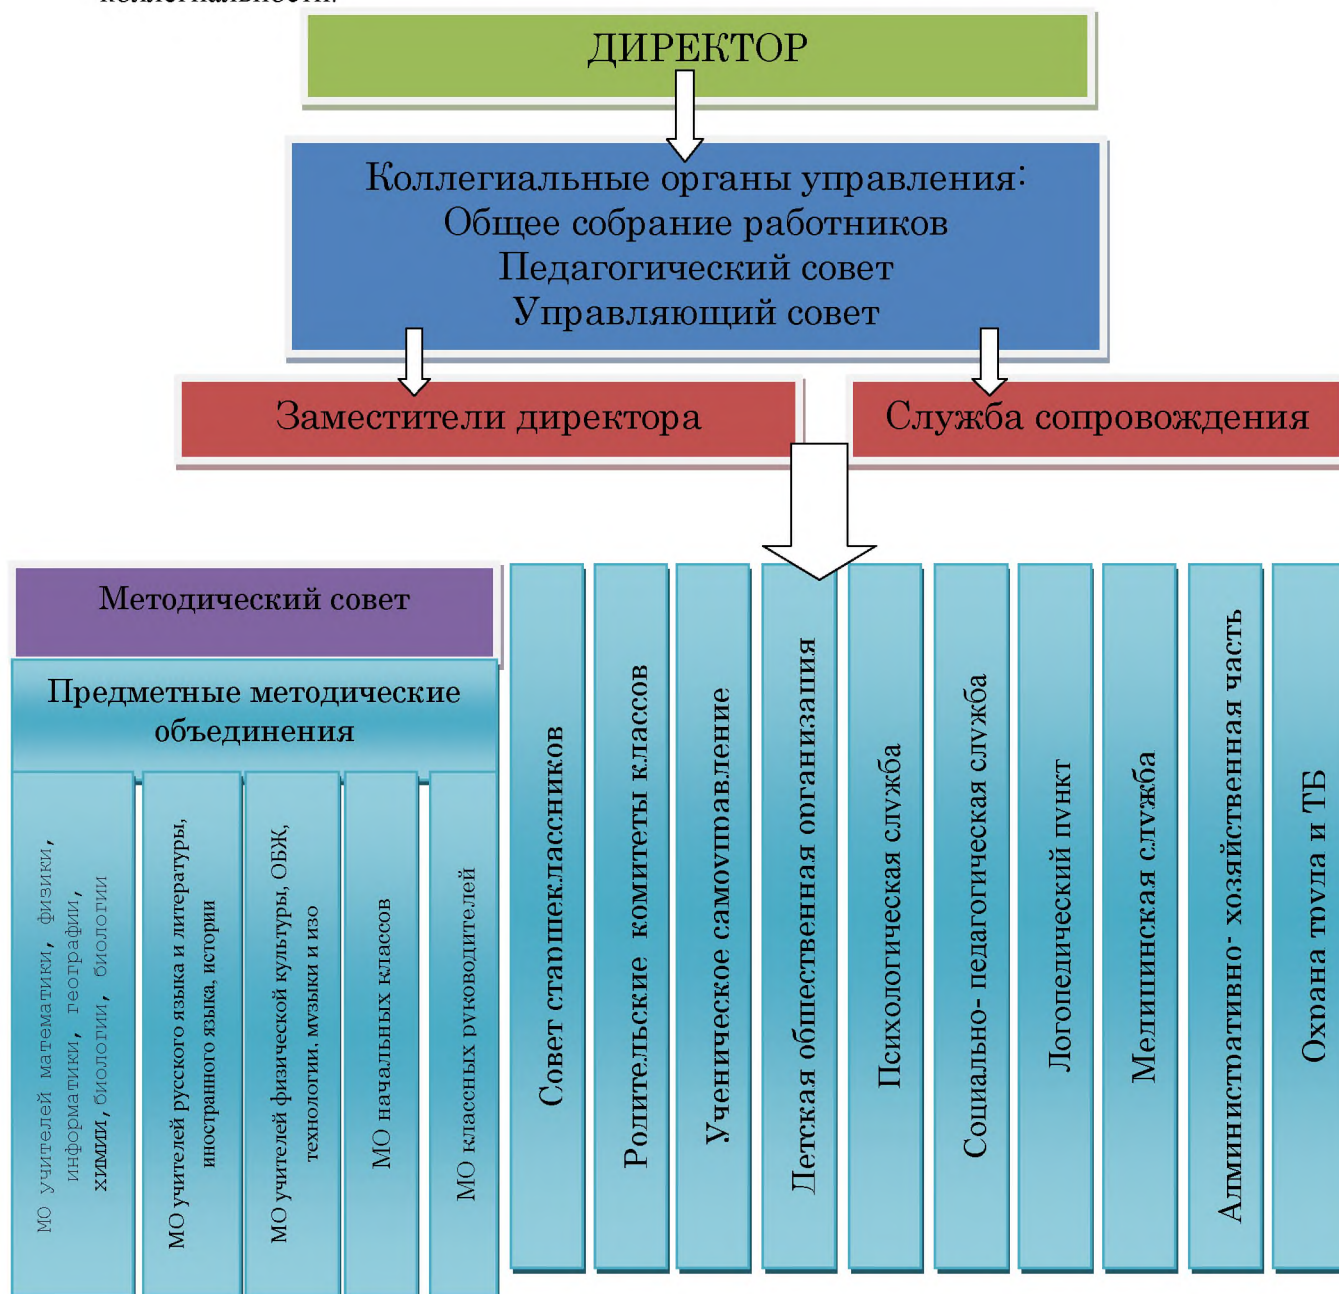 коллегиальности.
ДИРЕКТОР
Коллегиальные органы управления:
Общее собрание работников
Педагогический совет
Управляющий совет
Заместители директора
Служба сопровождения
Методический совет
Предметные методические
объединения
МО учителей математики, физики,
информатики, географии,
химии, биологии, биологии
МО учителей русского языка и литературы,
иностранного языка, истории
МО учителей физической культуры, ОБЖ,
технологии, музыки и изо
МО начальных классов
МО классных руководителей
Совет старшеклассников
Родительские комитеты классов
Ученическое самоуправление
Детская общественная организания
Психологическая служба
Социально- педагогическая служба
Логопедический пункт
Медицинская служба
Административно- хозяйственная часть
Охрана труда и ТБ